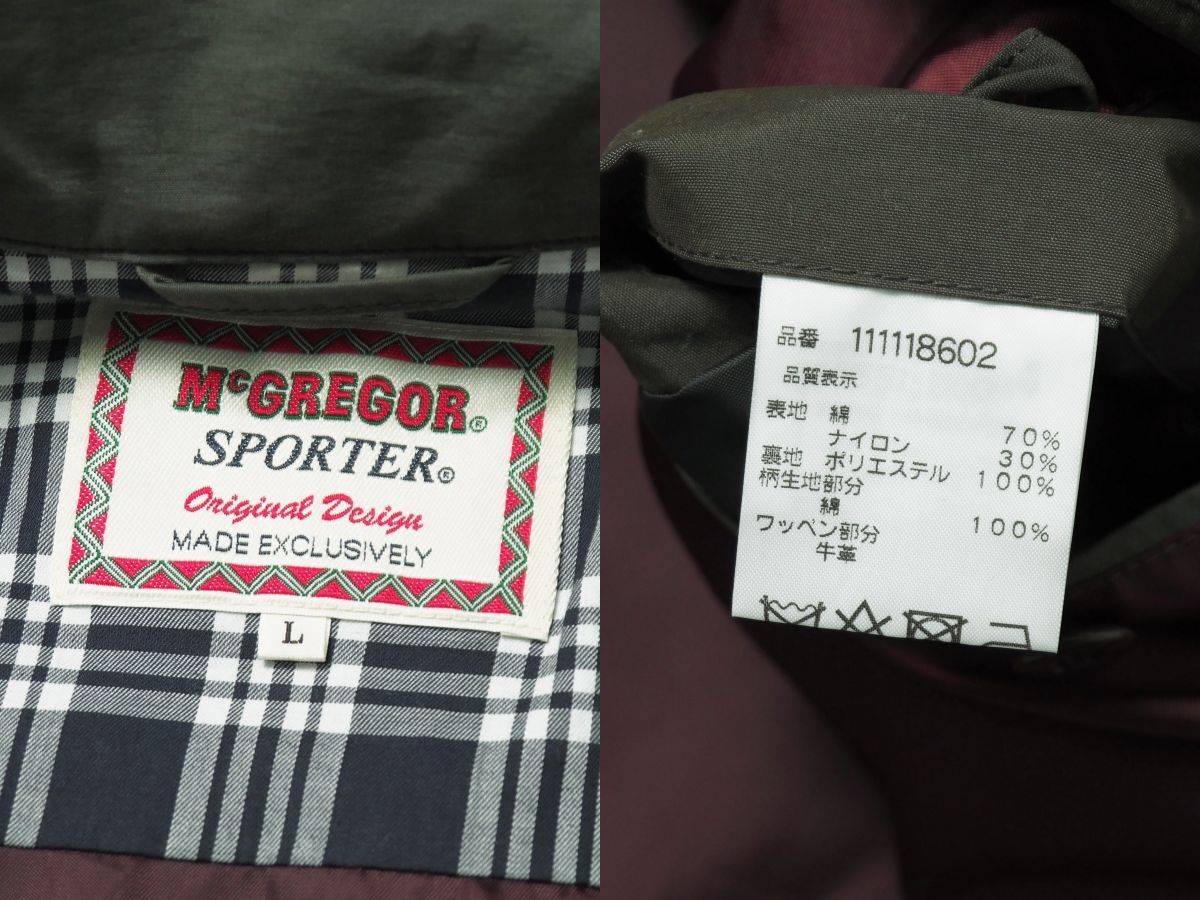 McGREGOR®
SPORTER®
Original Design
MADE EXCLUSIVELY
L
品番 111118602
品質表示
表地 綿 70%
ナイロン 30%
裏地 ポリエステル 100%
柄生地部分
綿 100%
ワッペン部分
牛革